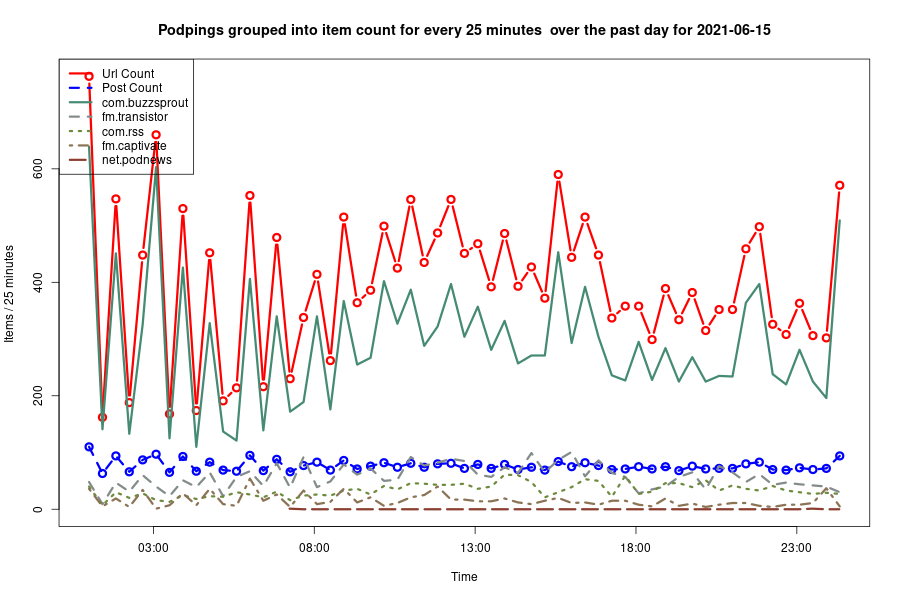 Podpings grouped into item count for every 25 minutes  over the past day for 2021-06-15
Url Count
Post Count
com.buzzsprout
fm.transistor
com.rss
fm.captivate
net.podnews
Items / 25 minutes
600
400
200
0
03:00
08:00
13:00
18:00
23:00
Time